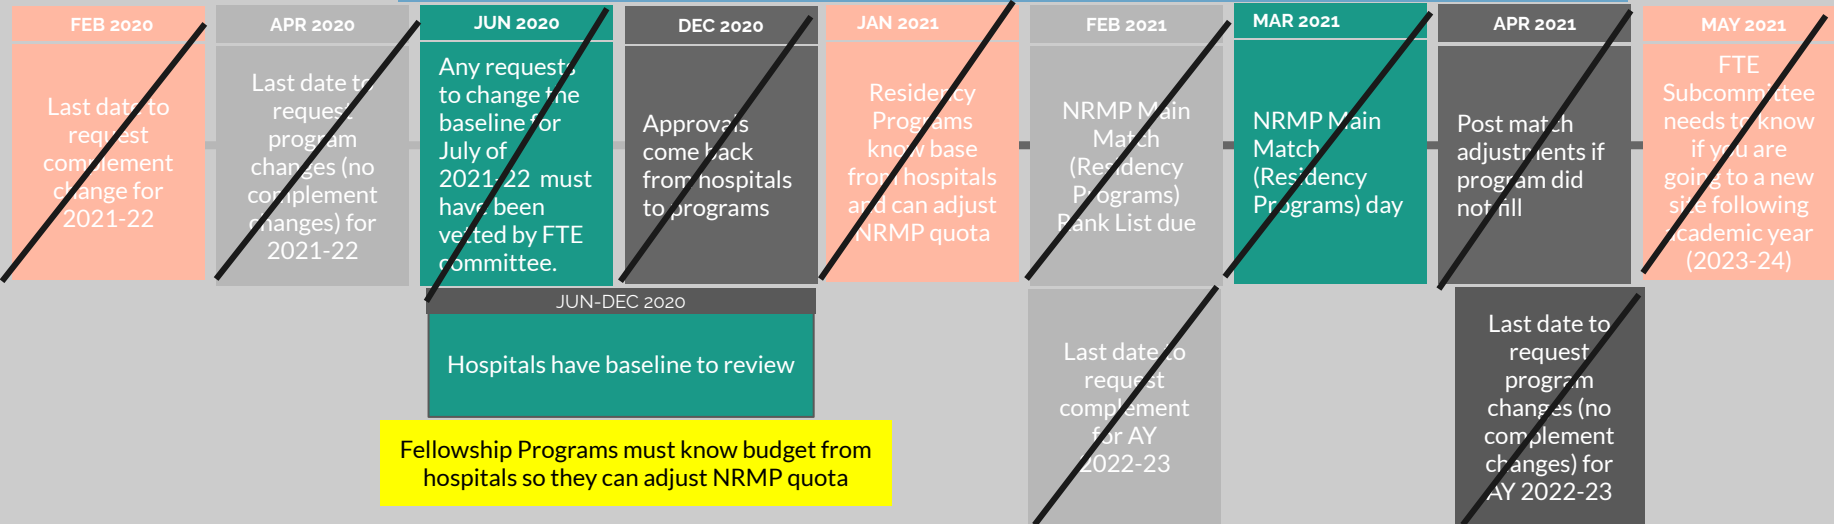 FEB 2020
Last date to
request
complement
change for
2021-22
APR 2020
Last date to
request
program
changes (no
complement
changes) for
2021-22
JUN 2020
Any requests
to change the
baseline for
July of
2021-22 must
have been
vetted by FTE
committee.
DEC 2020
Approvals
come back
from hospitals
to programs
JAN 2021
Residency
Programs
know base
from hospitals
and can adjust
NRMP quota
FEB 2021
NRMP Main
Match
(Residency
Programs)
Rank List due
MAR 2021
NRMP Main
Match
(Residency
Programs) day
APR 2021
Post match
adjustments if
program did
not fill
MAY 2021
FTE
Subcommittee
needs to know
if you are
going to a new
site following
academic year
(2023-24)
JUN-DEC 2020
Hospitals have baseline to review
Fellowship Programs must know budget from
hospitals so they can adjust NRMP quota
Last date to
request
complement
for AY
2022-23
Last date to
request
program
changes (no
complement
changes) for
AY 2022-23